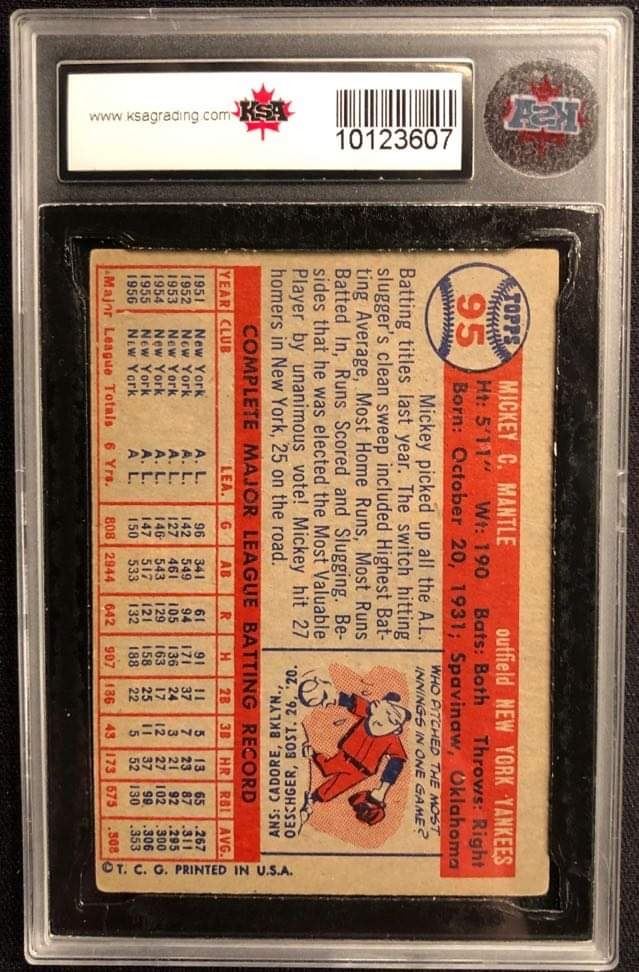 www.ksagrading.com
KSA
10123607
KSA
TOPPS
95
MICKEY C. MANTLE outfield NEW YORK YANKEES
Ht: 5'11" Wt: 190 Bats: Both Throws: Right
Born: October 20, 1931; Spavinaw, Oklahoma
Mickey picked up all the A.L.
Batting titles last year. The switch hitting
slugger's clean sweep included Highest Bat-
ting Average, Most Home Runs, Most Runs
Batted In, Runs Scored and Slugging. Be-
sides that he was elected the Most Valuable
Player by unanimous vote! Mickey hit 27
homers in New York, 25 on the road.
WHO PITCHED THE MOST
INNINGS IN ONE GAME?
ANS: CADORE, BKLYN.,
OESCHGER, BOST. 26, '20.
COMPLETE MAJOR LEAGUE BATTING RECORD
YEAR CLUB LEA. G AB R H 2B 3B HR RBI AVG.
1951 New York A. L. 96 341 61 91 11 5 13 65 .267
1952 New York A. L. 142 549 94 171 37 7 23 87 .311
1953 New York A. L. 127 461 105 136 24 3 21 92 .295
1954 New York A. L. 146 543 129 163 17 12 27 102 .300
1955 New York A. L. 147 517 121 158 25 11 37 99 .306
1956 New York A. L. 150 533 132 188 22 5 52 130 .353
Major League Totals 6 Yrs. 808 2944 642 907 136 43 173 575 .308
© T. C. G. PRINTED IN U.S.A.